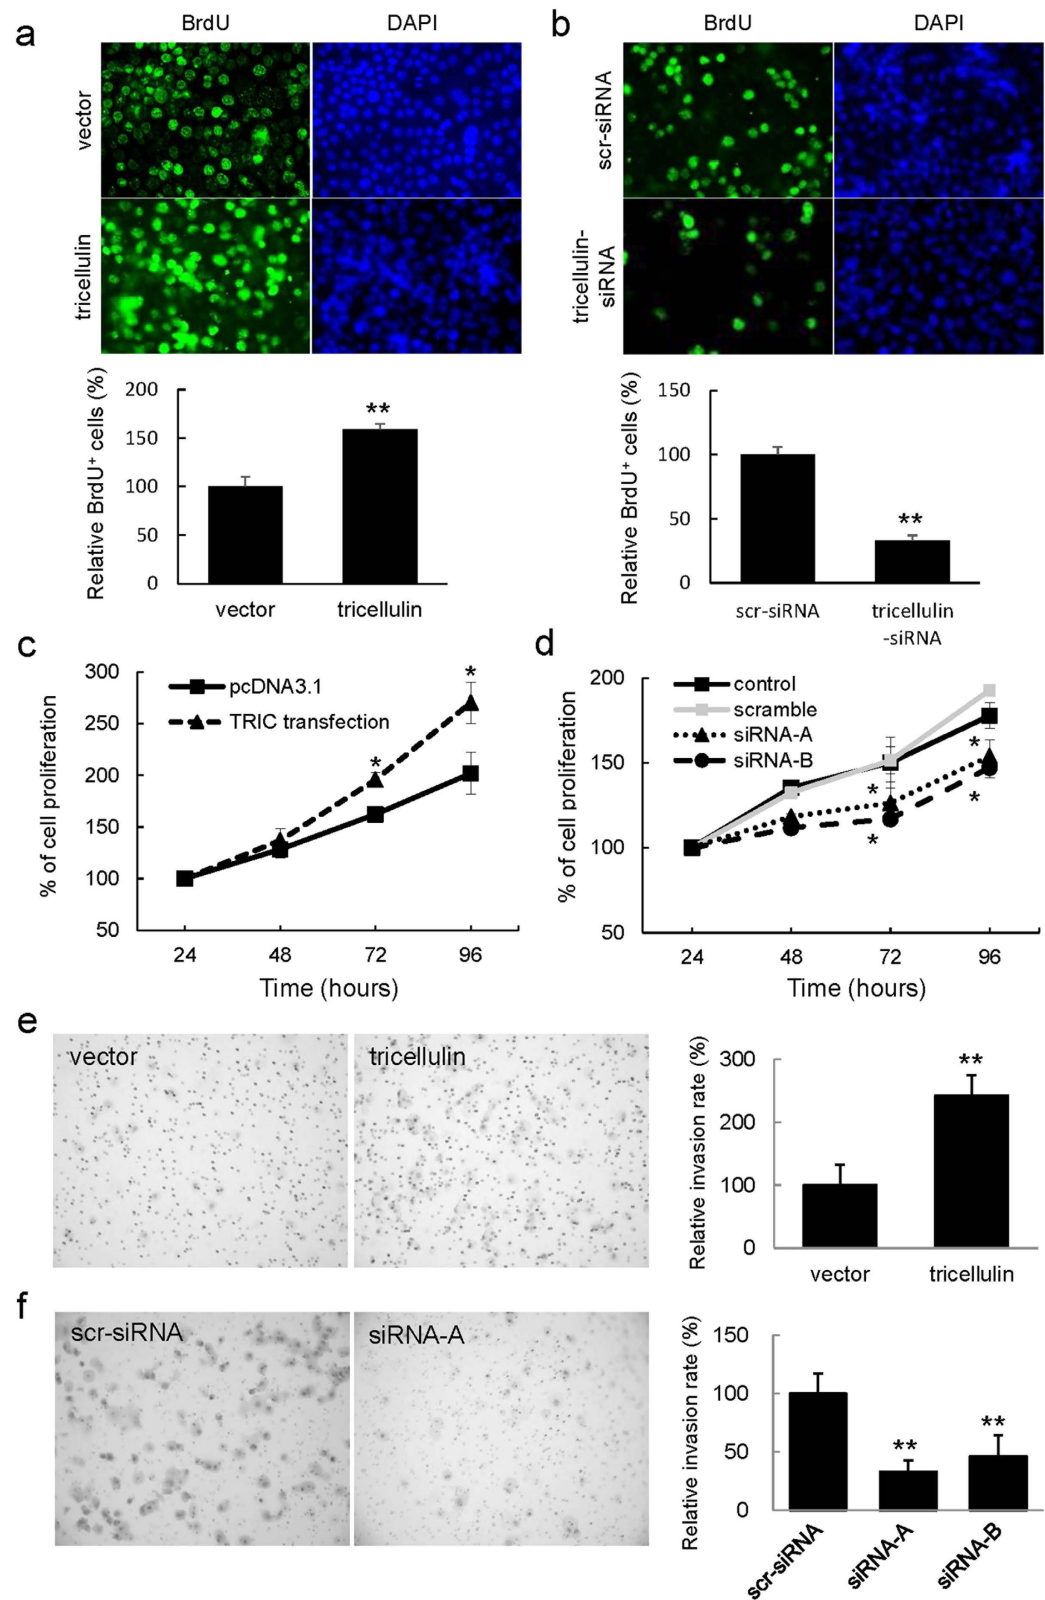 a
BrdU
DAPI
vector
tricellulin
Relative BrdU⁺ cells (%)
200
150
100
50
0
**
vector
tricellulin
b
BrdU
DAPI
scr-siRNA
tricellulin-
siRNA
Relative BrdU⁺ cells (%)
150
100
50
0
**
scr-siRNA
tricellulin
-siRNA
c
% of cell proliferation
300
250
200
150
100
50
pcDNA3.1
TRIC transfection
*
*
24
48
72
96
Time (hours)
d
% of cell proliferation
200
150
100
50
control
scramble
siRNA-A
siRNA-B
*
*
*
*
24
48
72
96
Time (hours)
e
vector
tricellulin
Relative invasion rate (%)
300
200
100
0
**
vector
tricellulin
f
scr-siRNA
siRNA-A
Relative invasion rate (%)
150
100
50
0
**
**
scr-siRNA
siRNA-A
siRNA-B